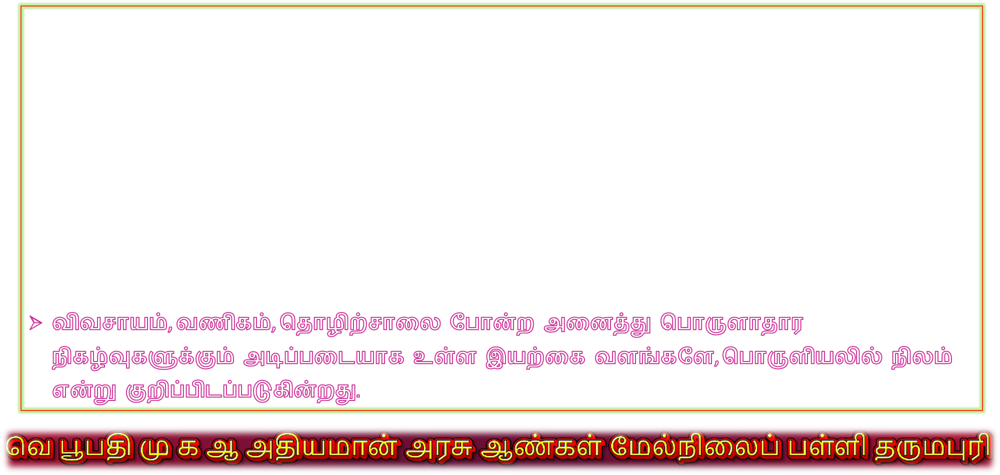 ➢ விவசாயம்,வணிகம்,தொழிற்சாலை போன்ற அனைத்து பொருளாதார
நிகழ்வுகளுக்கும் அடிப்படையாக உள்ள இயற்கை வளங்களே,பொருளியலில் நிலம்
என்று குறிப்பிடப்படுகின்றது.
வெ பூபதி மு க ஆ அதியமான் அரசு ஆண்கள் மேல்நிலைப் பள்ளி தருமபுரி